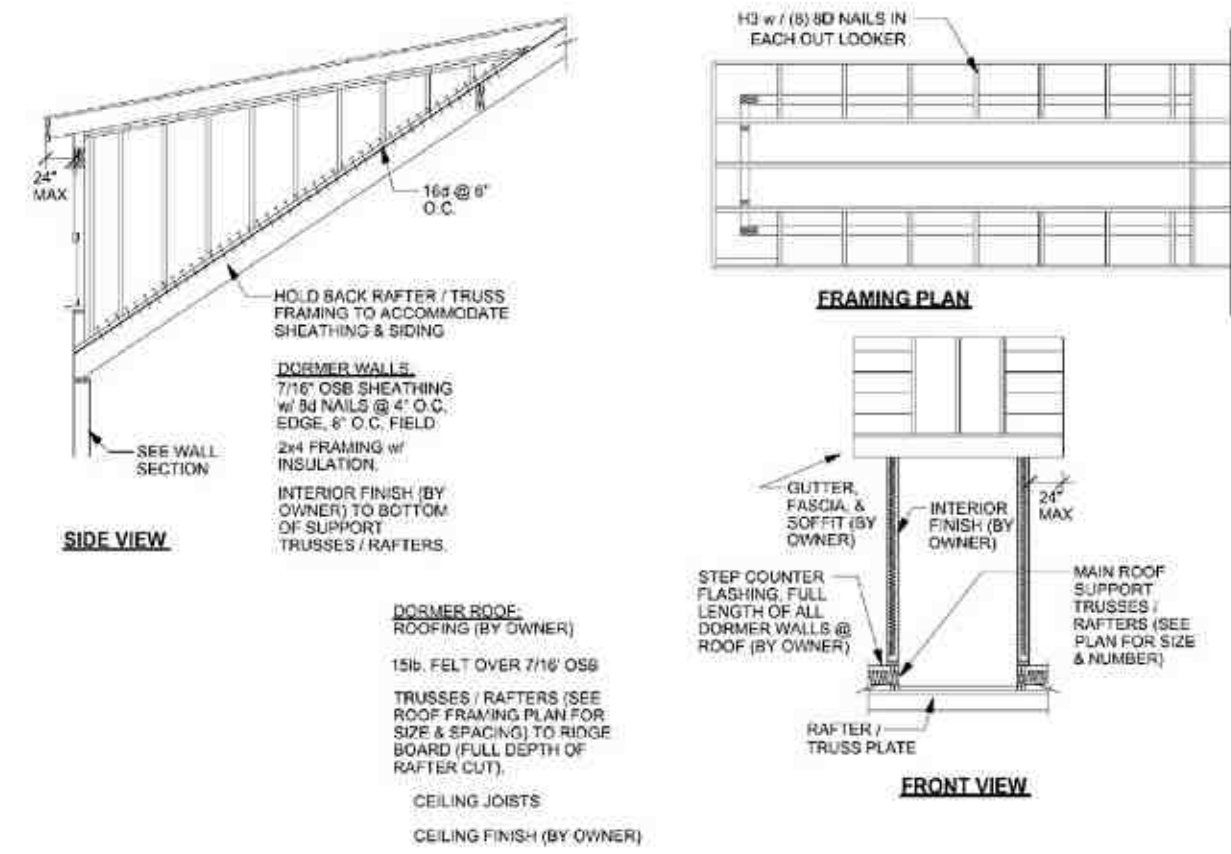 24"
MAX
16d @ 6"
O.C.
HOLD BACK RAFTER / TRUSS
FRAMING TO ACCOMMODATE
SHEATHING & SIDING
DORMER WALLS:
7/16" OSB SHEATHING
w/ 8d NAILS @ 4" O.C.
EDGE, 8" O.C. FIELD
2x4 FRAMING w/
INSULATION.
INTERIOR FINISH (BY
OWNER) TO BOTTOM
OF SUPPORT
TRUSSES / RAFTERS.
SEE WALL
SECTION
SIDE VIEW
DORMER ROOF:
ROOFING (BY OWNER)
15lb. FELT OVER 7/16' OSB
TRUSSES / RAFTERS (SEE
ROOF FRAMING PLAN FOR
SIZE & SPACING) TO RIDGE
BOARD (FULL DEPTH OF
RAFTER CUT).
CEILING JOISTS
CEILING FINISH (BY OWNER)
H3 w / (8) 8D NAILS IN
EACH OUT LOOKER
FRAMING PLAN
GUTTER,
FASCIA, &
SOFFIT (BY
OWNER)
INTERIOR
FINISH (BY
OWNER)
24"
MAX
STEP COUNTER
FLASHING, FULL
LENGTH OF ALL
DORMER WALLS @
ROOF (BY OWNER)
MAIN ROOF
SUPPORT
TRUSSES /
RAFTERS (SEE
PLAN FOR SIZE
& NUMBER)
RAFTER /
TRUSS PLATE
FRONT VIEW